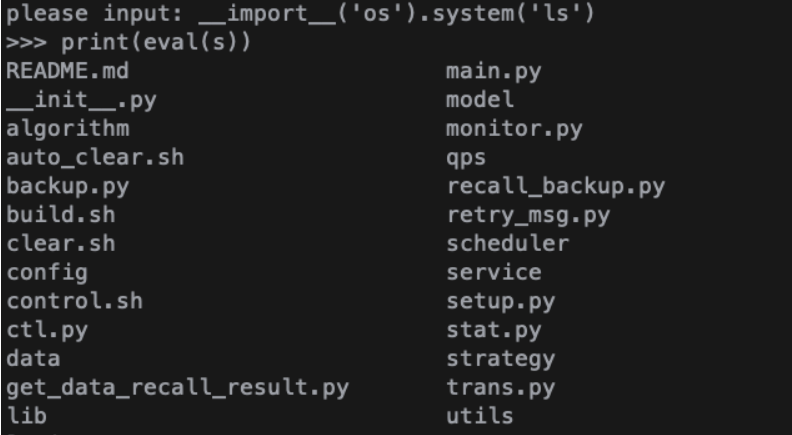 please input: __import__('os').system('ls')
>>> print(eval(s))
README.md main.py
__init__.py model
algorithm monitor.py
auto_clear.sh qps
backup.py recall_backup.py
build.sh retry_msg.py
clear.sh scheduler
config service
control.sh setup.py
ctl.py stat.py
data strategy
get_data_recall_result.py trans.py
lib utils